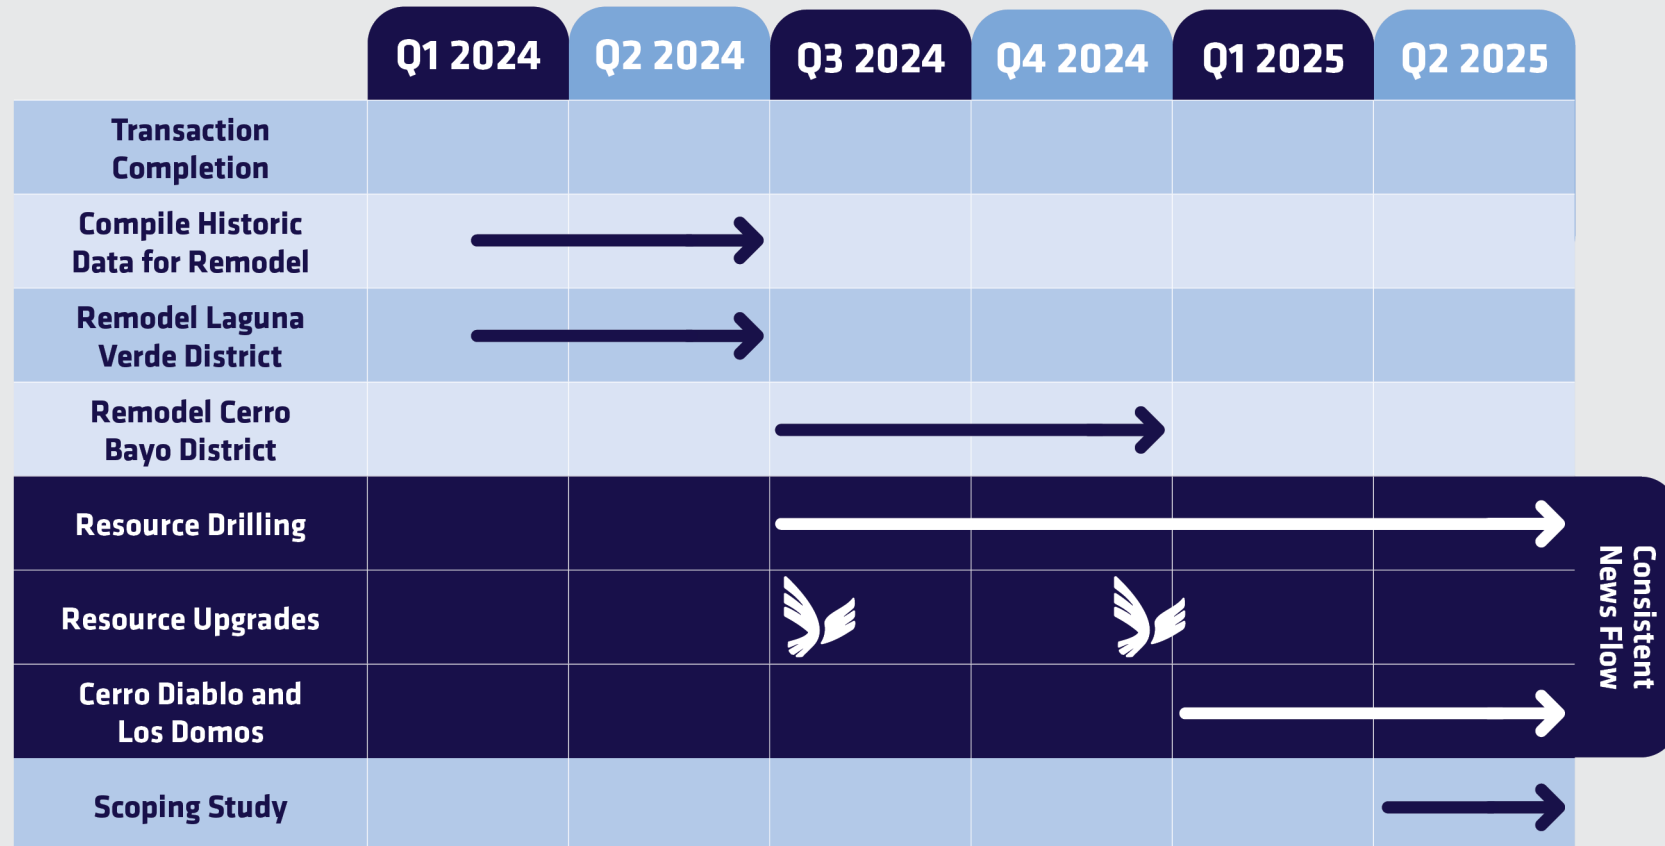 Q1 2024
Q2 2024
Q3 2024
Q4 2024
Q1 2025
Q2 2025
Transaction
Completion
Compile Historic
Data for Remodel
Remodel Laguna
Verde District
Remodel Cerro
Bayo District
Resource Drilling
Resource Upgrades
Cerro Diablo and
Los Domos
Consistent
News Flow
Scoping Study